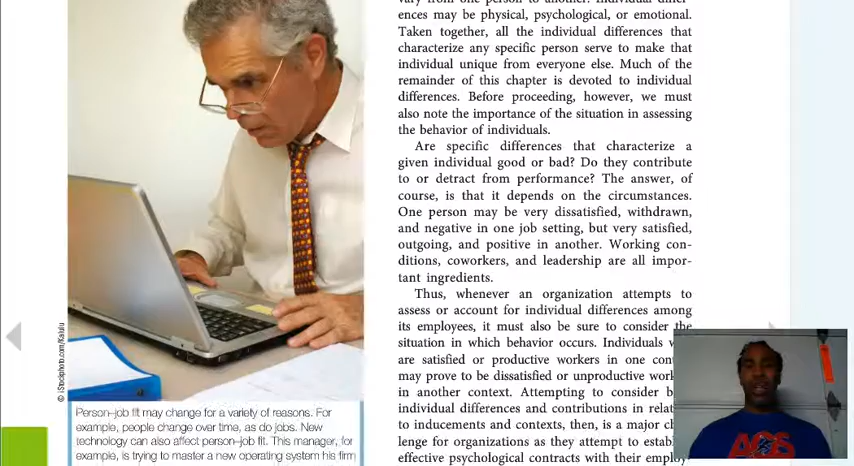 vary from one person to another. Individual differ-
ences may be physical, psychological, or emotional.
Taken together, all the individual differences that
characterize any specific person serve to make that
individual unique from everyone else. Much of the
remainder of this chapter is devoted to individual
differences. Before proceeding, however, we must
also note the importance of the situation in assessing
the behavior of individuals.
Are specific differences that characterize a
given individual good or bad? Do they contribute
to or detract from performance? The answer, of
course, is that it depends on the circumstances.
One person may be very dissatisfied, withdrawn,
and negative in one job setting, but very satisfied,
outgoing, and positive in another. Working con-
ditions, coworkers, and leadership are all impor-
tant ingredients.
Thus, whenever an organization attempts to
assess or account for individual differences among
its employees, it must also be sure to consider the
situation in which behavior occurs. Individuals
are satisfied or productive workers in one
may prove to be dissatisfied or unproductive
in another context. Attempting to consider
individual differences and contributions in
to inducements and contexts, then, is a major
lenge for organizations as they attempt to
effective psychological contracts with their
© iStockphoto.com/Kalulu
Person–job fit may change for a variety of reasons. For
example, people change over time, as do jobs. New
technology can also affect person–job fit. This manager, for
example, is trying to master a new operating system his firm